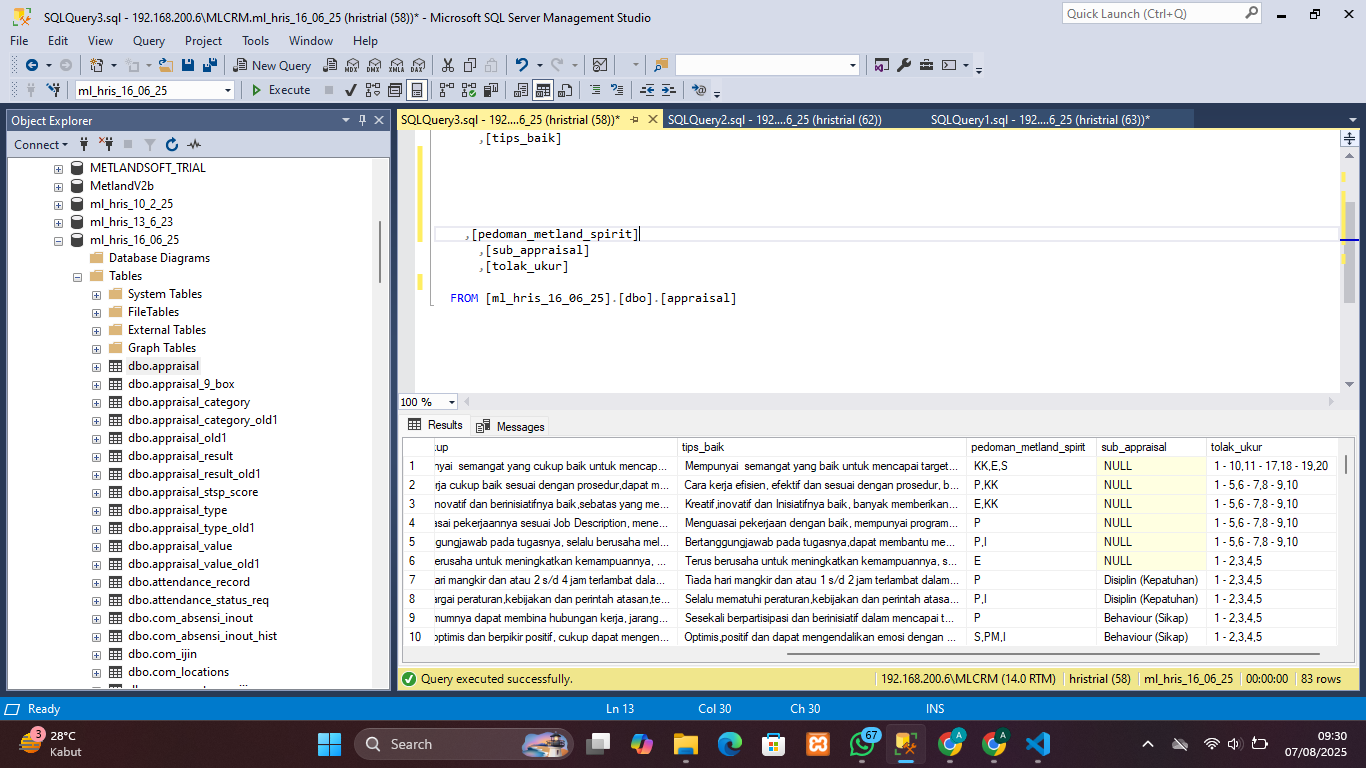 SQLQuery3.sql - 192.168.200.6\MLCRM.ml_hris_16_06_25 (hristrial (58))* - Microsoft SQL Server Management Studio
Quick Launch (Ctrl+Q)
File Edit View Query Project Tools Window Help
New Query
MDX DMX XMLA DAX
ml_hris_16_06_25 Execute
Object Explorer
Connect
METLANDSOFT_TRIAL
MetlandV2b
ml_hris_10_2_25
ml_hris_13_6_23
ml_hris_16_06_25
Database Diagrams
Tables
System Tables
FileTables
External Tables
Graph Tables
dbo.appraisal
dbo.appraisal_9_box
dbo.appraisal_category
dbo.appraisal_category_old1
dbo.appraisal_old1
dbo.appraisal_result
dbo.appraisal_result_old1
dbo.appraisal_stsp_score
dbo.appraisal_type
dbo.appraisal_type_old1
dbo.appraisal_value
dbo.appraisal_value_old1
dbo.attendance_record
dbo.attendance_status_req
dbo.com_absensi_inout
dbo.com_absensi_inout_hist
dbo.com_ijin
dbo.com_locations
SQLQuery3.sql - 192....6_25 (hristrial (58))* SQLQuery2.sql - 192....6_25 (hristrial (62)) SQLQuery1.sql - 192....6_25 (hristrial (63))*
,[tips_baik]
,[pedoman_metland_spirit]
,[sub_appraisal]
,[tolak_ukur]
FROM [ml_hris_16_06_25].[dbo].[appraisal]
100 %
Results Messages
:up tips_baik pedoman_metland_spirit sub_appraisal tolak_ukur
1 nyai semangat yang cukup baik untuk mencap... Mempunyai semangat yang baik untuk mencapai target... KK,E,S NULL 1 - 10,11 - 17,18 - 19,20
2 rja cukup baik sesuai dengan prosedur,dapat m... Cara kerja efisien, efektif dan sesuai dengan prosedur, b... P,KK NULL 1 - 5,6 - 7,8 - 9,10
3 novatif dan berinisiatifnya baik,sebatas yang me... Kreatif,inovatif dan Inisiatifnya baik, banyak memberikan... E,KK NULL 1 - 5,6 - 7,8 - 9,10
4 asai pekerjaannya sesuai Job Description, mene... Menguasai pekerjaan dengan baik, mempunyai program... P NULL 1 - 5,6 - 7,8 - 9,10
5 ggungjawab pada tugasnya, selalu berusaha mel... Bertanggungjawab pada tugasnya,dapat membantu me... P,I NULL 1 - 5,6 - 7,8 - 9,10
6 erusaha untuk meningkatkan kemampuannya, ... Terus berusaha untuk meningkatkan kemampuannya, s... E NULL 1 - 2,3,4,5
7 ari mangkir dan atau 2 s/d 4 jam terlambat dala... Tiada hari mangkir dan atau 1 s/d 2 jam terlambat dalam... P Disiplin (Kepatuhan) 1 - 2,3,4,5
8 argai peraturan,kebijakan dan perintah atasan,te... Selalu mematuhi peraturan,kebijakan dan perintah atasa... P,I Disiplin (Kepatuhan) 1 - 2,3,4,5
9 mumnya dapat membina hubungan kerja, jarang... Sesekali berpartisipasi dan berinisiatif dalam mencapai t... P Behaviour (Sikap) 1 - 2,3,4,5
10 optimis dan berpikir positif, cukup dapat mengen... Optimis,positif dan dapat mengendalikan emosi dengan ... S,PM,I Behaviour (Sikap) 1 - 2,3,4,5
Query executed successfully. 192.168.200.6\MLCRM (14.0 RTM) hristrial (58) ml_hris_16_06_25 00:00:00 83 rows
Ready Ln 13 Col 30 Ch 30 INS
3 28°C
Kabut
Search
67
A A
09:30
07/08/2025